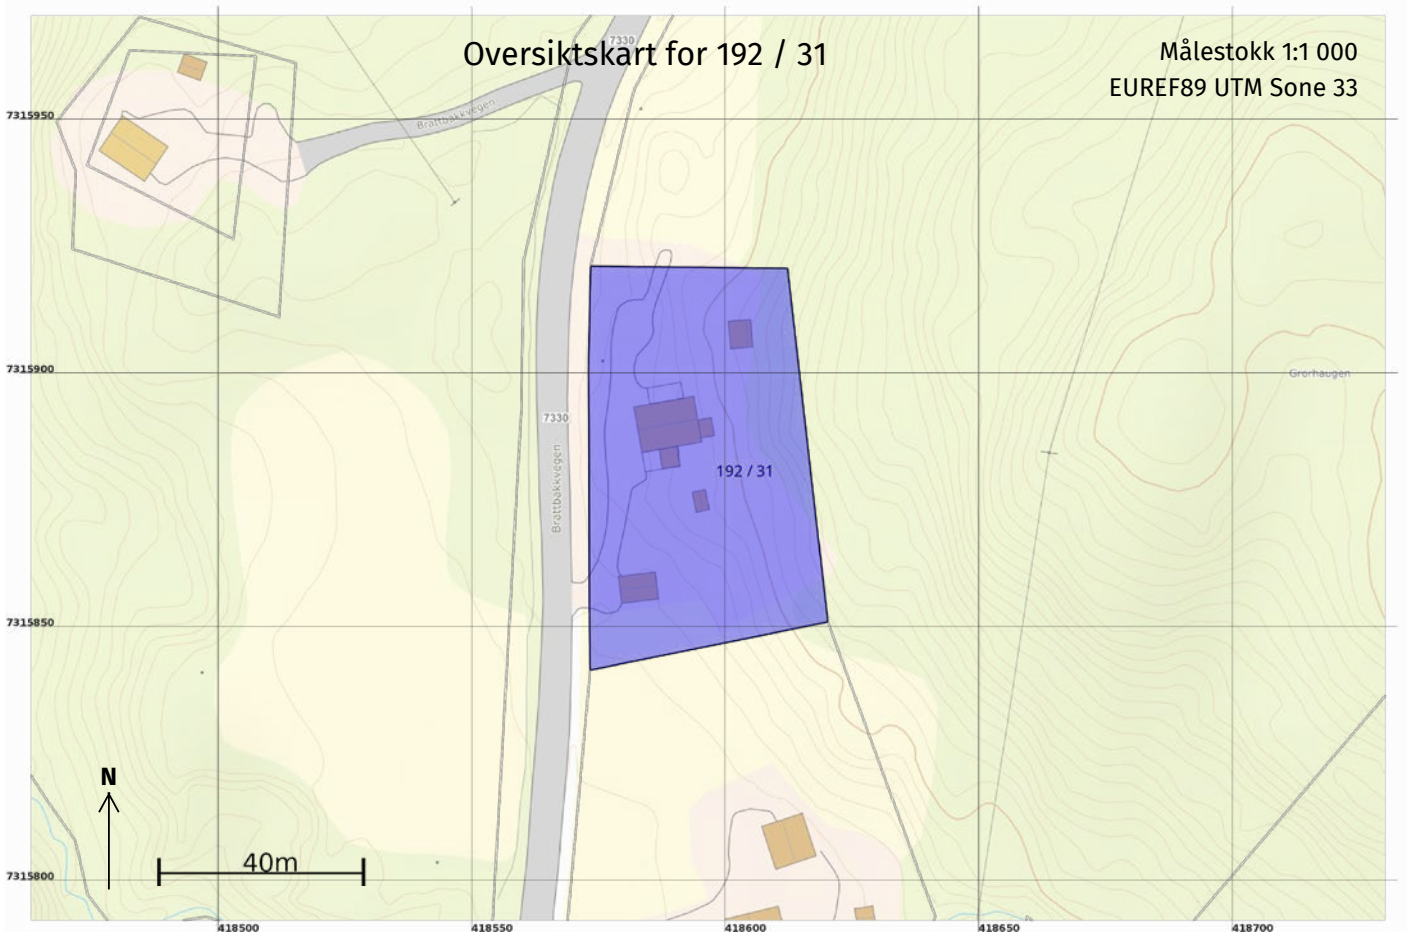 7330
Oversiktskart for 192 / 31
Målestokk 1:1 000
EUREF89 UTM Sone 33
7315950
Brattbakkvegen
7315900
Grorhaugen
7330
Brattbakkvegen
192 / 31
7315850
N
40m
7315800
418500
418550
418600
418650
418700